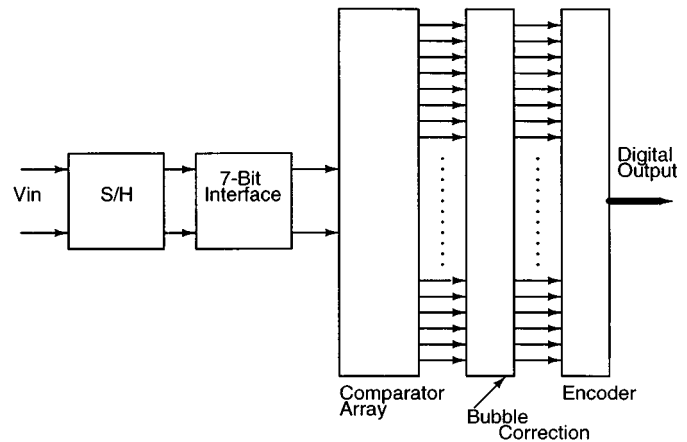 Vin
S/H
7-Bit
Interface
Comparator
Array
Bubble
Correction
Encoder
Digital
Output